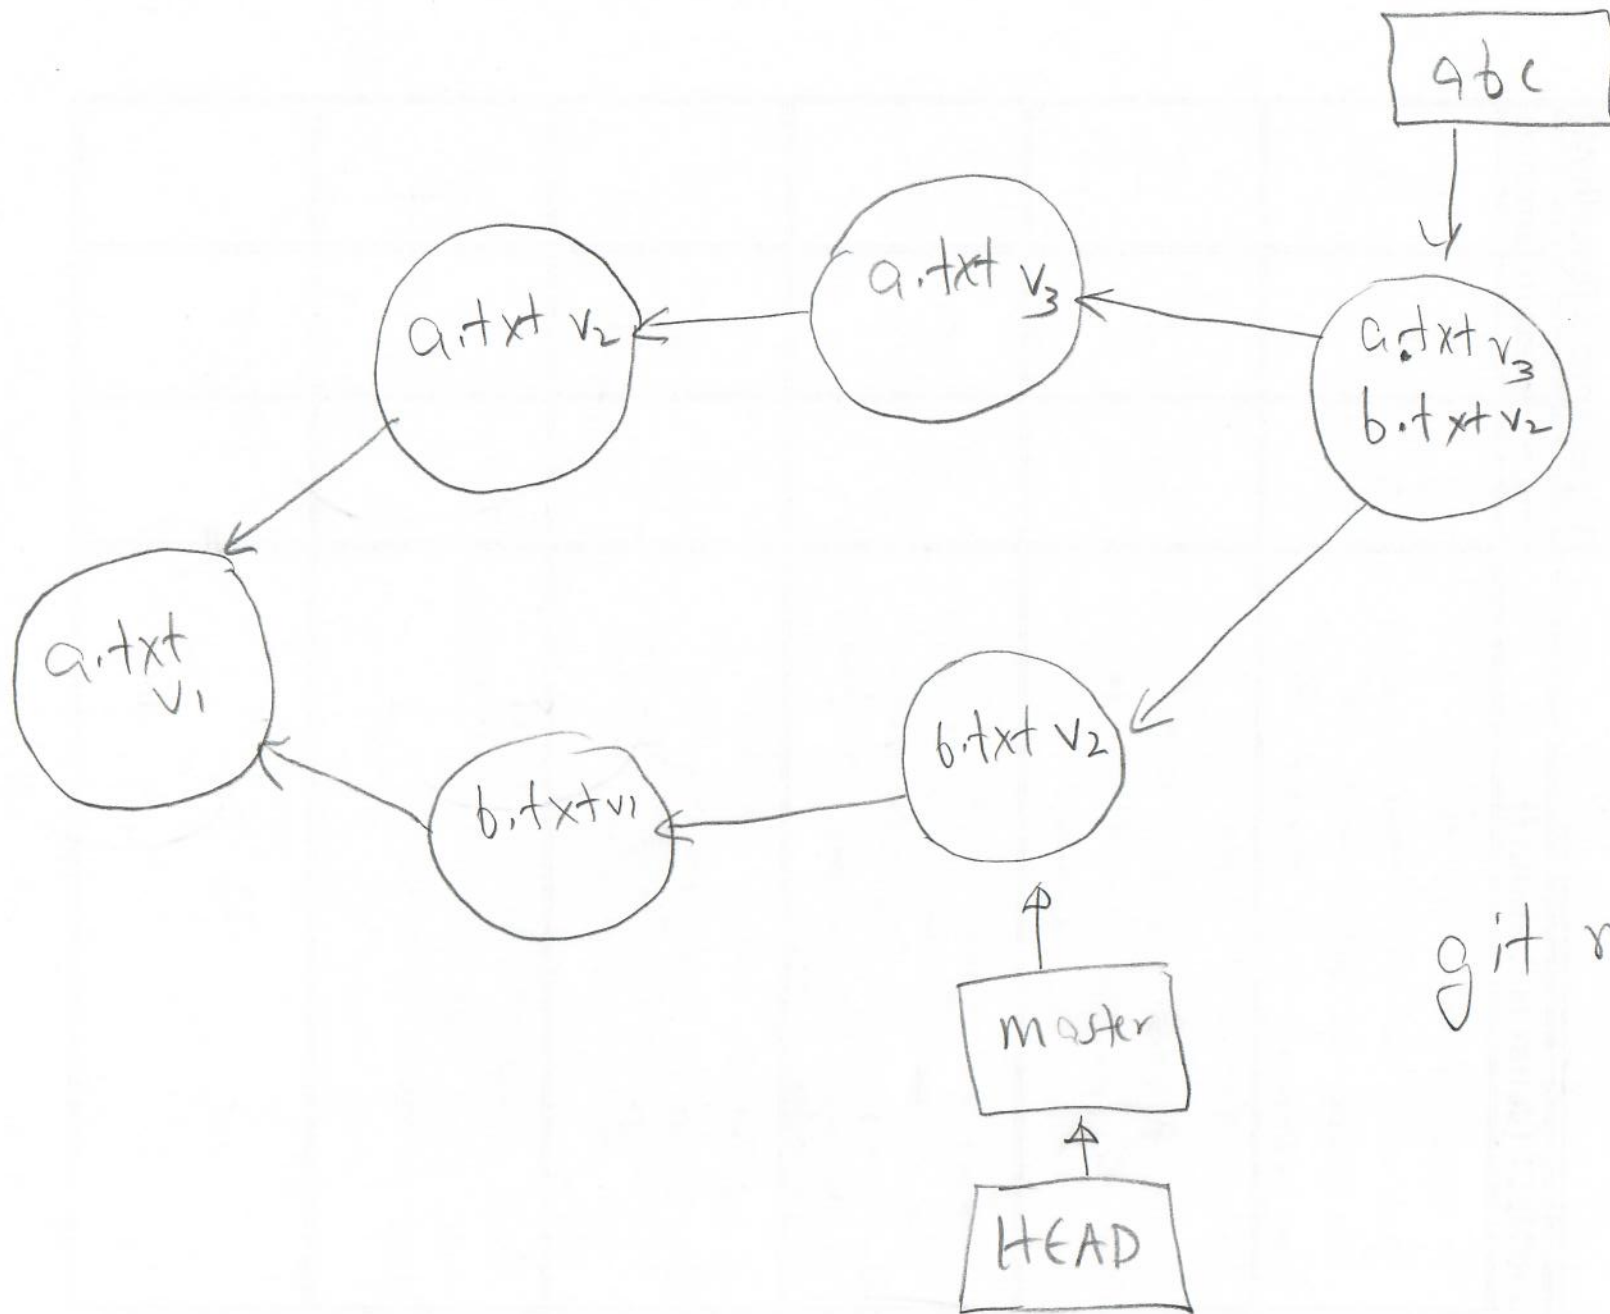 abc
a.txt v3
a.txt v2
a.txt v3
b.txt v2
a.txt
v1
b.txt v2
b.txt v1
git
master
HEAD